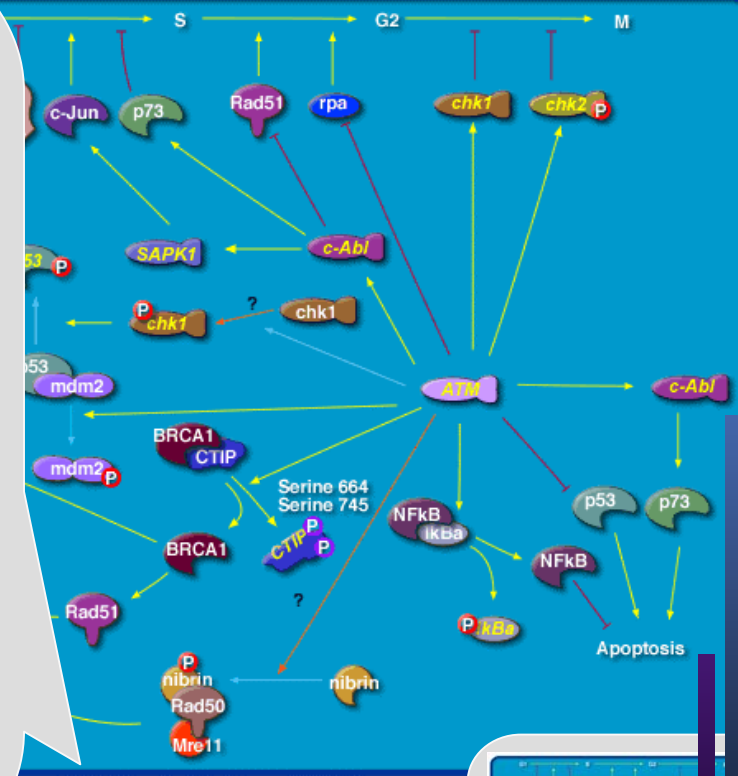 S G2 M
c-Jun p73 Rad51 rpa chk1 chk2 P
SAPK1 c-Abl
53 P
P chk1 ? chk1
p53 mdm2
ATM c-Abl
BRCA1 CTIP
mdm2 P
Serine 664
Serine 745
P
CTIP P
NFkB IkBa
p53 p73
BRCA1
NFkB
Rad51
?
P kBa
Apoptosis
P
nibrin nibrin
Rad50
Mre11